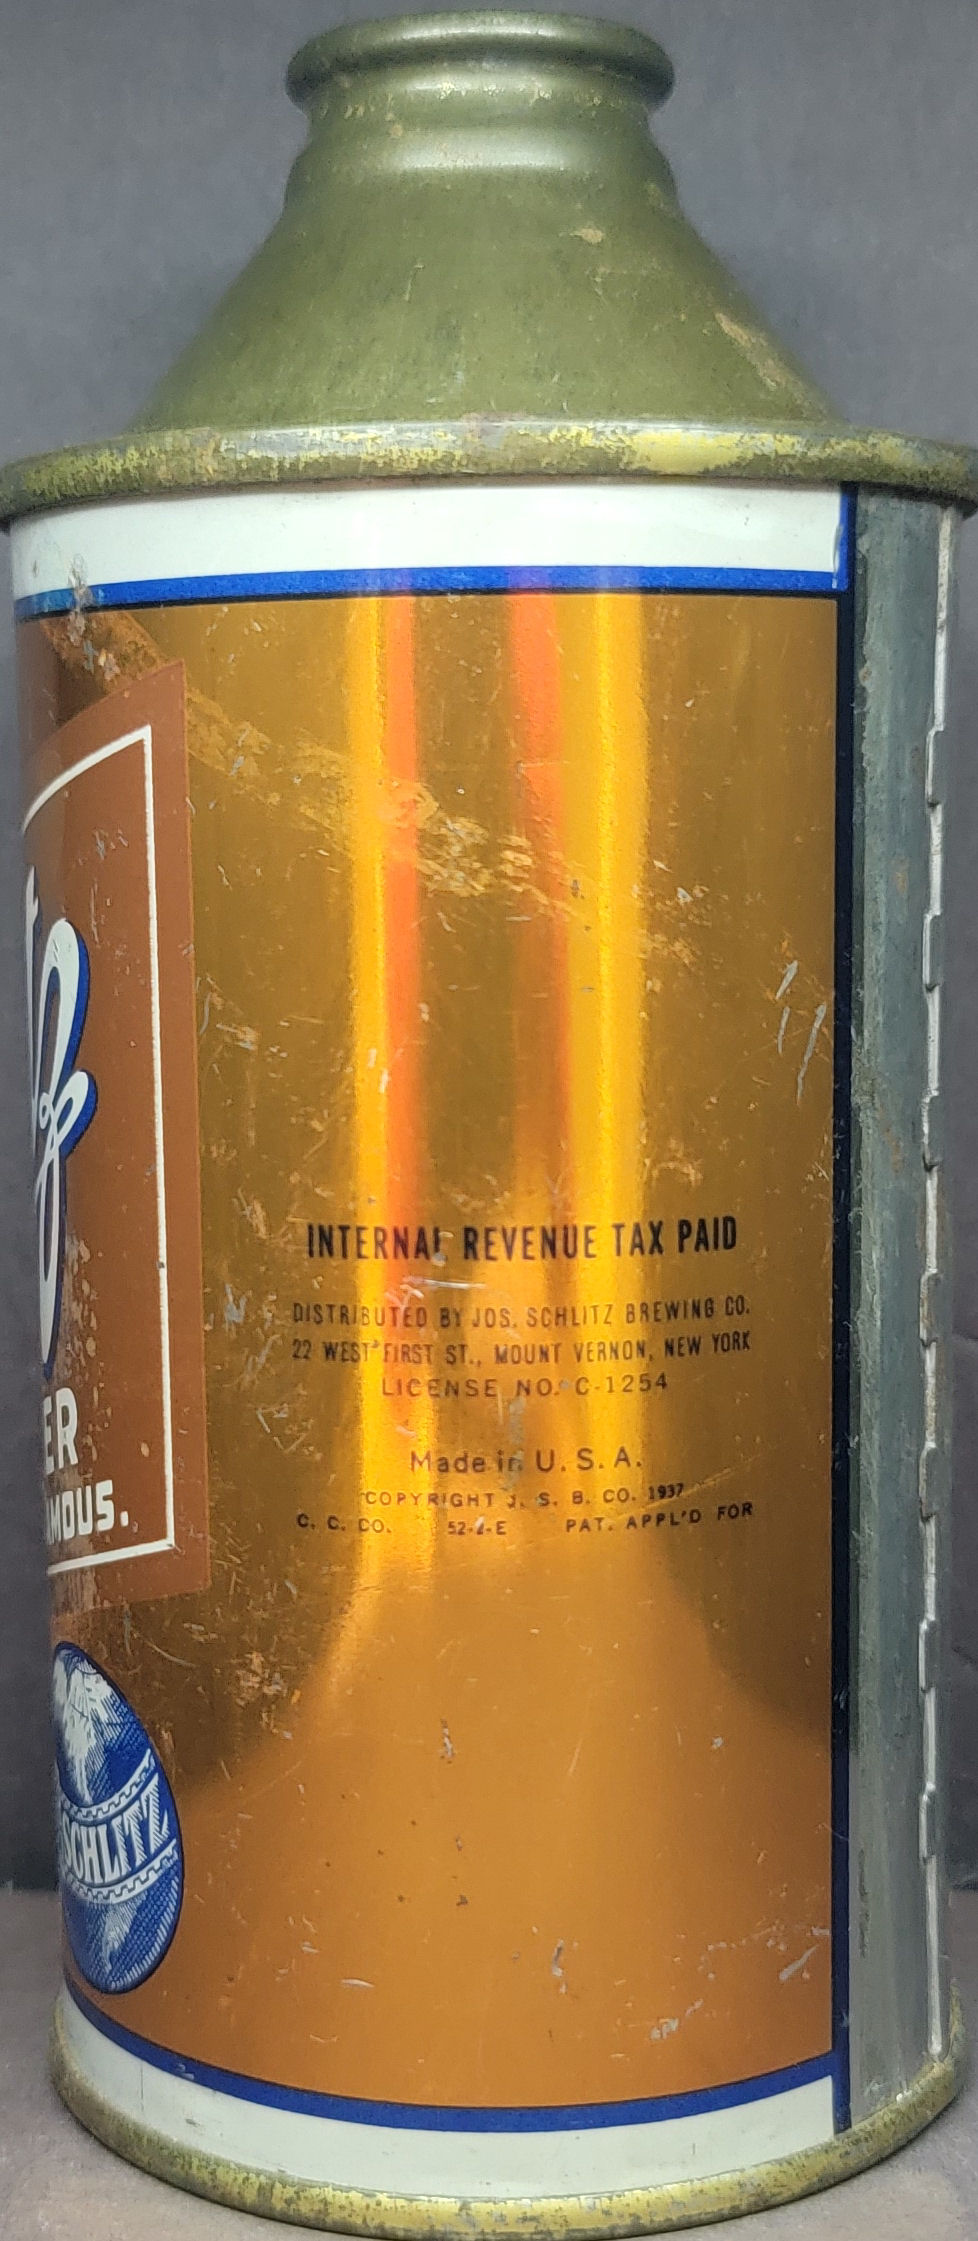 ER
MOUS.
SCHLITZ
INTERNAL REVENUE TAX PAID
DISTRIBUTED BY JOS. SCHLITZ BREWING CO.
22 WEST FIRST ST., MOUNT VERNON, NEW YORK
LICENSE NO. C-1254
Made in U.S.A.
COPYRIGHT J. S. B. CO. 1937
C. C. CO. PAT. APPL'D FOR